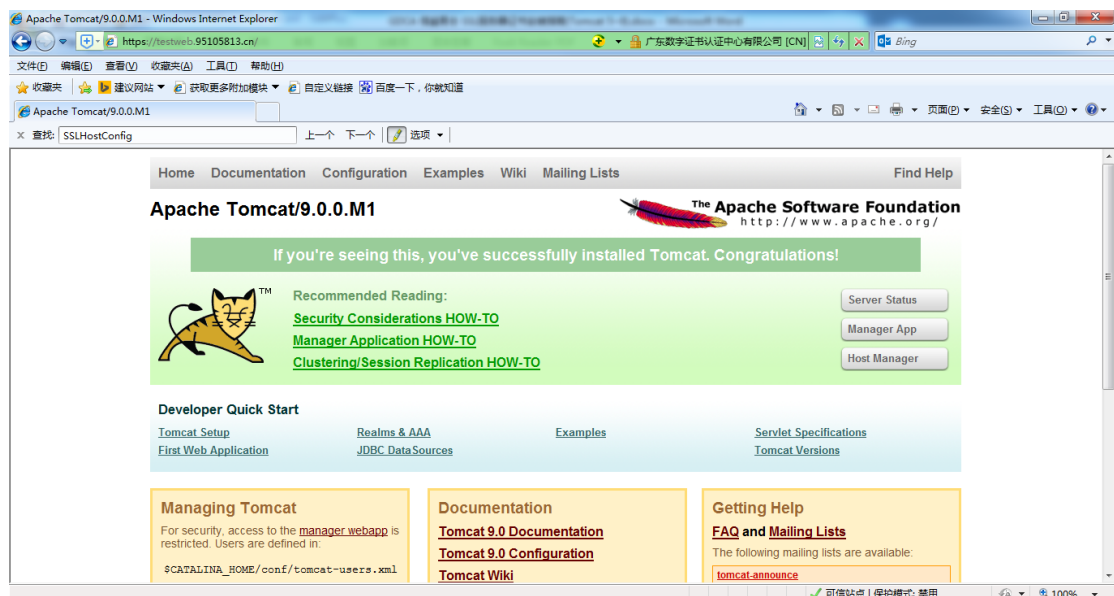 Apache Tomcat/9.0.0.M1 - Windows Internet Explorer
https://testweb.95105813.cn/
广东数字证书认证中心有限公司 [CN]
Bing
文件(F) 编辑(E) 查看(V) 收藏夹(A) 工具(T) 帮助(H)
收藏夹 建议网站 获取更多附加模块 自定义链接 百度一下，你就知道
Apache Tomcat/9.0.0.M1
页面(P) 安全(S) 工具(O)
x 查找: SSLHostConfig 上一个 下一个 选项
Home Documentation Configuration Examples Wiki Mailing Lists Find Help
Apache Tomcat/9.0.0.M1
The Apache Software Foundation
http://www.apache.org/
If you're seeing this, you've successfully installed Tomcat. Congratulations!
TM
Recommended Reading:
Security Considerations HOW-TO
Manager Application HOW-TO
Clustering/Session Replication HOW-TO
Server Status
Manager App
Host Manager
Developer Quick Start
Tomcat Setup Realms & AAA Examples Servlet Specifications
First Web Application JDBC DataSources Tomcat Versions
Managing Tomcat
For security, access to the manager webapp is
restricted. Users are defined in:
$CATALINA_HOME/conf/tomcat-users.xml
Documentation
Tomcat 9.0 Documentation
Tomcat 9.0 Configuration
Tomcat Wiki
Getting Help
FAQ and Mailing Lists
The following mailing lists are available:
tomcat-announce
可信站点 | 保护模式: 禁用
100%